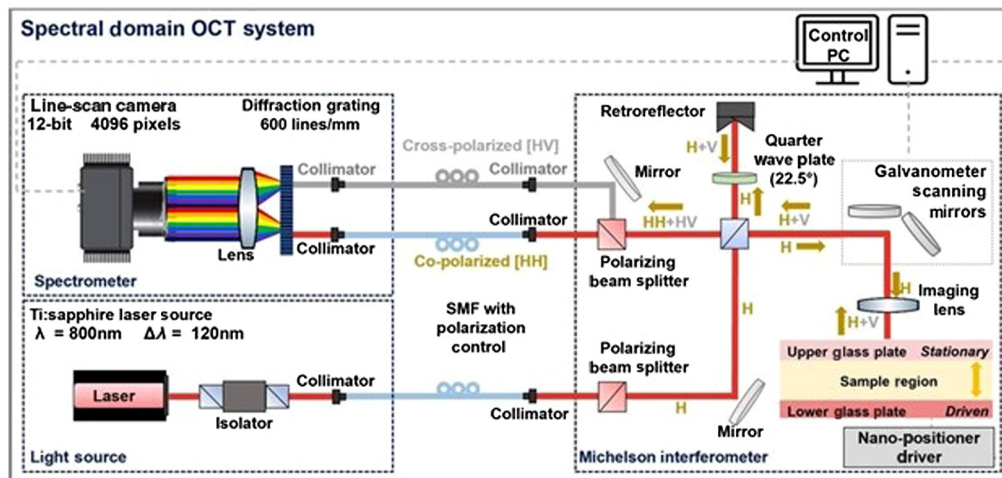 Spectral domain OCT system
Control
PC
Line-scan camera
12-bit 4096 pixels
Diffraction grating
600 lines/mm
Collimator
Cross-polarized [HV]
Collimator
Mirror
Retroreflector
H+V
Quarter
wave plate
(22.5°)
H
Galvanometer
scanning
mirrors
HH+HV
H+V
H
Lens
Collimator
Co-polarized [HH]
Collimator
Polarizing
beam splitter
Spectrometer
H
Imaging
lens
H+V
Ti:sapphire laser source
λ = 800nm Δλ = 120nm
SMF with
polarization
control
H
Polarizing
beam splitter
Upper glass plate Stationary
Sample region
Lower glass plate Driven
Laser
Isolator
Collimator
Collimator
H
Mirror
Nano-positioner
driver
Light source
Michelson interferometer